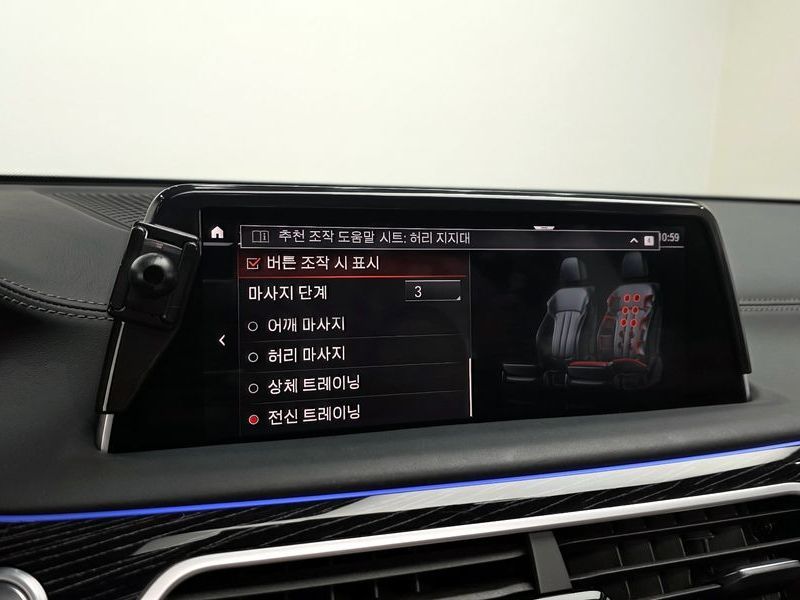 추천 조작 도움말 시트: 허리 지지대
10:59
버튼 조작 시 표시
마사지 단계 3
어깨 마사지
허리 마사지
상체 트레이닝
전신 트레이닝